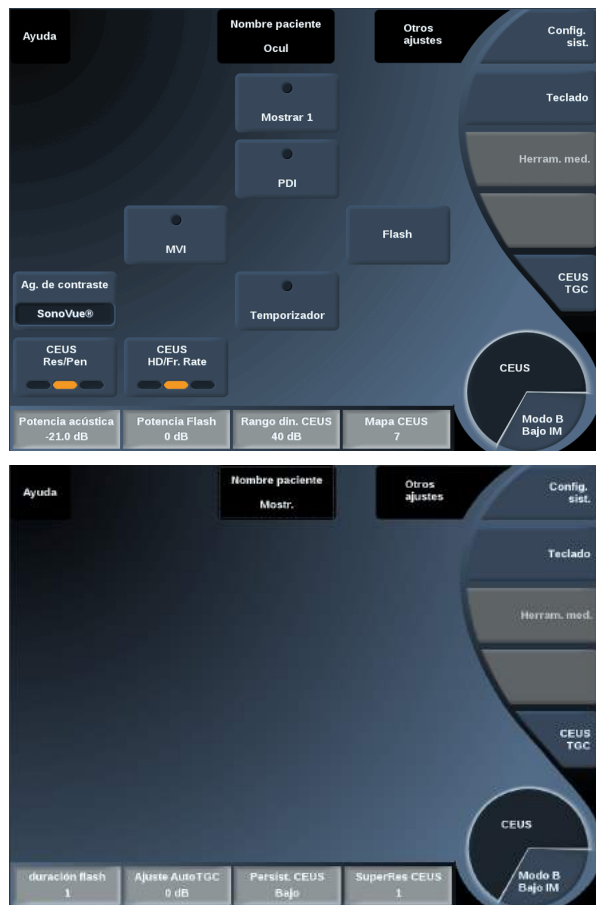 Ayuda
Nombre paciente
Ocul
Otros
ajustes
Config.
sist.
Mostrar 1
Teclado
PDI
Herram. med.
MVI
Flash
Ag. de contraste
SonoVue®
Temporizador
CEUS
TGC
CEUS
Res/Pen
CEUS
HD/Fr. Rate
CEUS
Modo B
Bajo IM
Potencia acústica
-21.0 dB
Potencia Flash
0 dB
Rango din. CEUS
40 dB
Mapa CEUS
7
Ayuda
Nombre paciente
Mostr.
Otros
ajustes
Config.
sist.
Teclado
Herram. med.
CEUS
TGC
CEUS
Modo B
Bajo IM
duración flash
1
Ajuste AutoTGC
0 dB
Persist. CEUS
Bajo
SuperRes CEUS
1